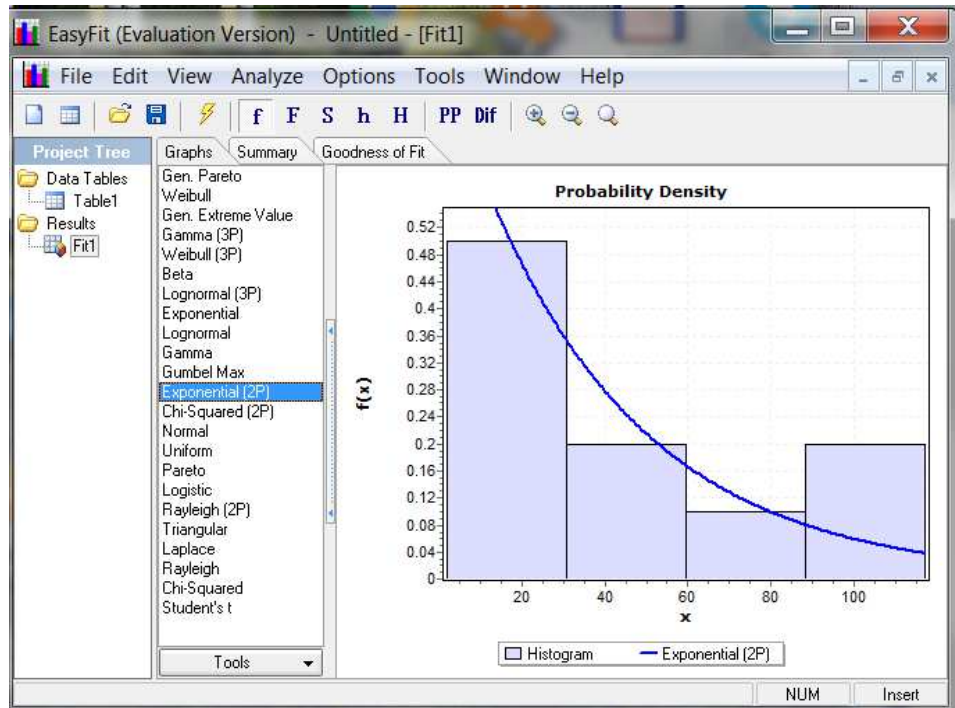 EasyFit (Evaluation Version) - Untitled - [Fit1]
File Edit View Analyze Options Tools Window Help
f F S h H PP Dif
Project Tree
Data Tables
Table1
Results
Fit1
Graphs Summary Goodness of Fit
Gen. Pareto
Weibull
Gen. Extreme Value
Gamma (3P)
Weibull (3P)
Beta
Lognormal (3P)
Exponential
Lognormal
Gamma
Gumbel Max
Exponential (2P)
Chi-Squared (2P)
Normal
Uniform
Pareto
Logistic
Rayleigh (2P)
Triangular
Laplace
Rayleigh
Chi-Squared
Student's t
Tools
Probability Density
f(x)
0.52
0.48
0.44
0.4
0.36
0.32
0.28
0.24
0.2
0.16
0.12
0.08
0.04
0
20 40 60 80 100
x
Histogram Exponential (2P)
NUM Insert